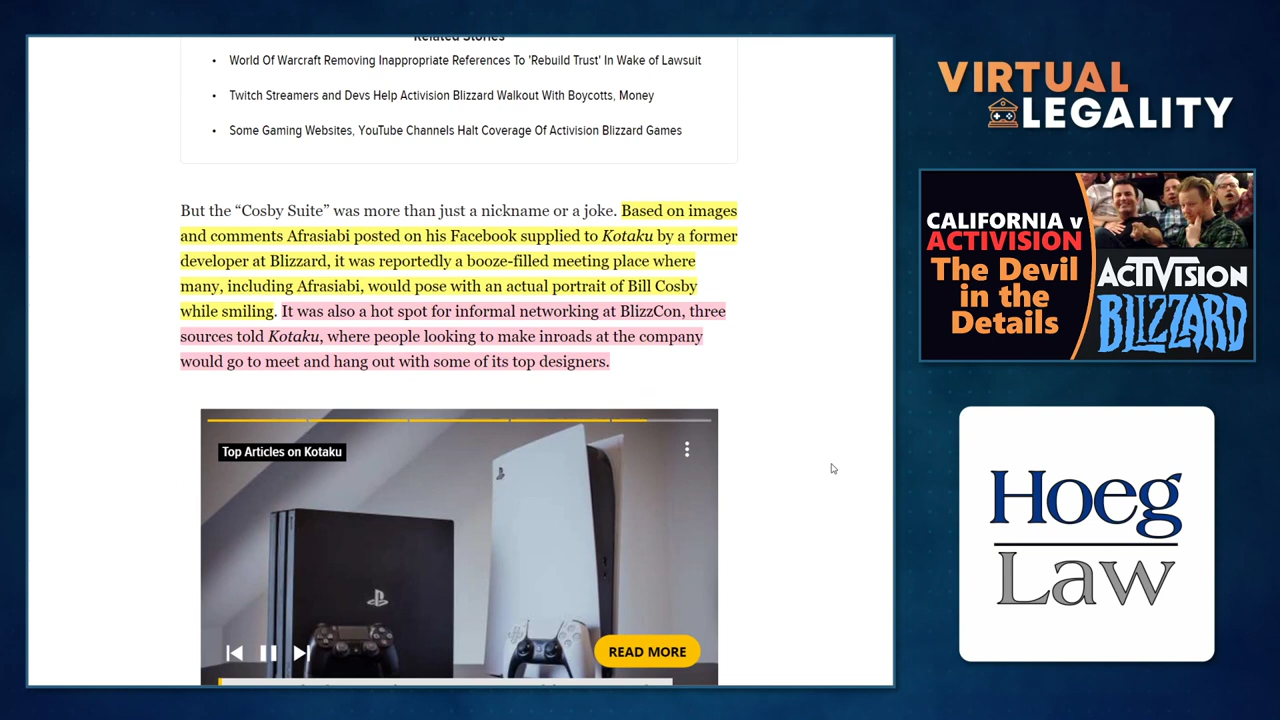 Related Stories
• World Of Warcraft Removing Inappropriate References To 'Rebuild Trust' In Wake of Lawsuit
• Twitch Streamers and Devs Help Activision Blizzard Walkout With Boycotts, Money
• Some Gaming Websites, YouTube Channels Halt Coverage Of Activision Blizzard Games
But the “Cosby Suite” was more than just a nickname or a joke. Based on images
and comments Afrasiabi posted on his Facebook supplied to Kotaku by a former
developer at Blizzard, it was reportedly a booze-filled meeting place where
many, including Afrasiabi, would pose with an actual portrait of Bill Cosby
while smiling. It was also a hot spot for informal networking at BlizzCon, three
sources told Kotaku, where people looking to make inroads at the company
would go to meet and hang out with some of its top designers.
Top Articles on Kotaku
READ MORE
VIRTUAL
LEGALITY
CALIFORNIA v
ACTIVISION
The Devil
in the
Details
ACTIVISION
BLIZZARD
Hoeg
Law